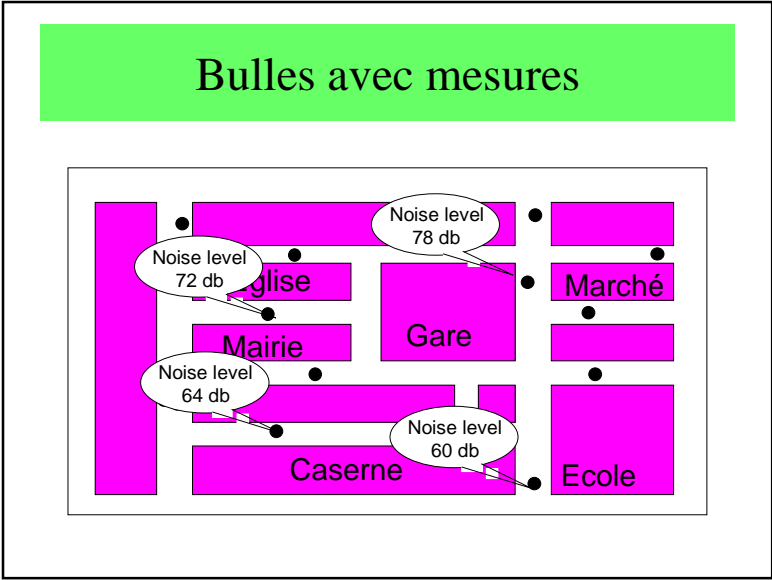 Bulles avec mesures
Noise level
78 db
Noise level
72 db
Eglise
Marché
Gare
Mairie
Noise level
64 db
Noise level
60 db
Caserne
Ecole